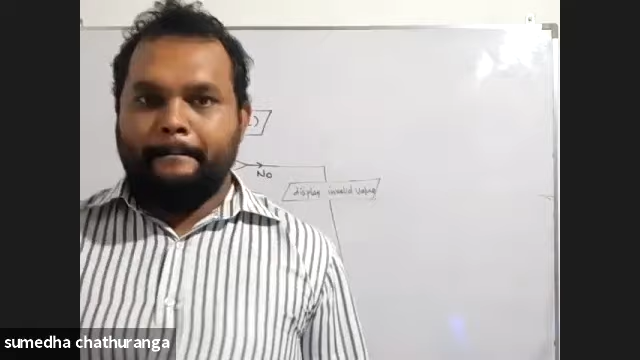 No
display invalid value
sumedha chathuranga